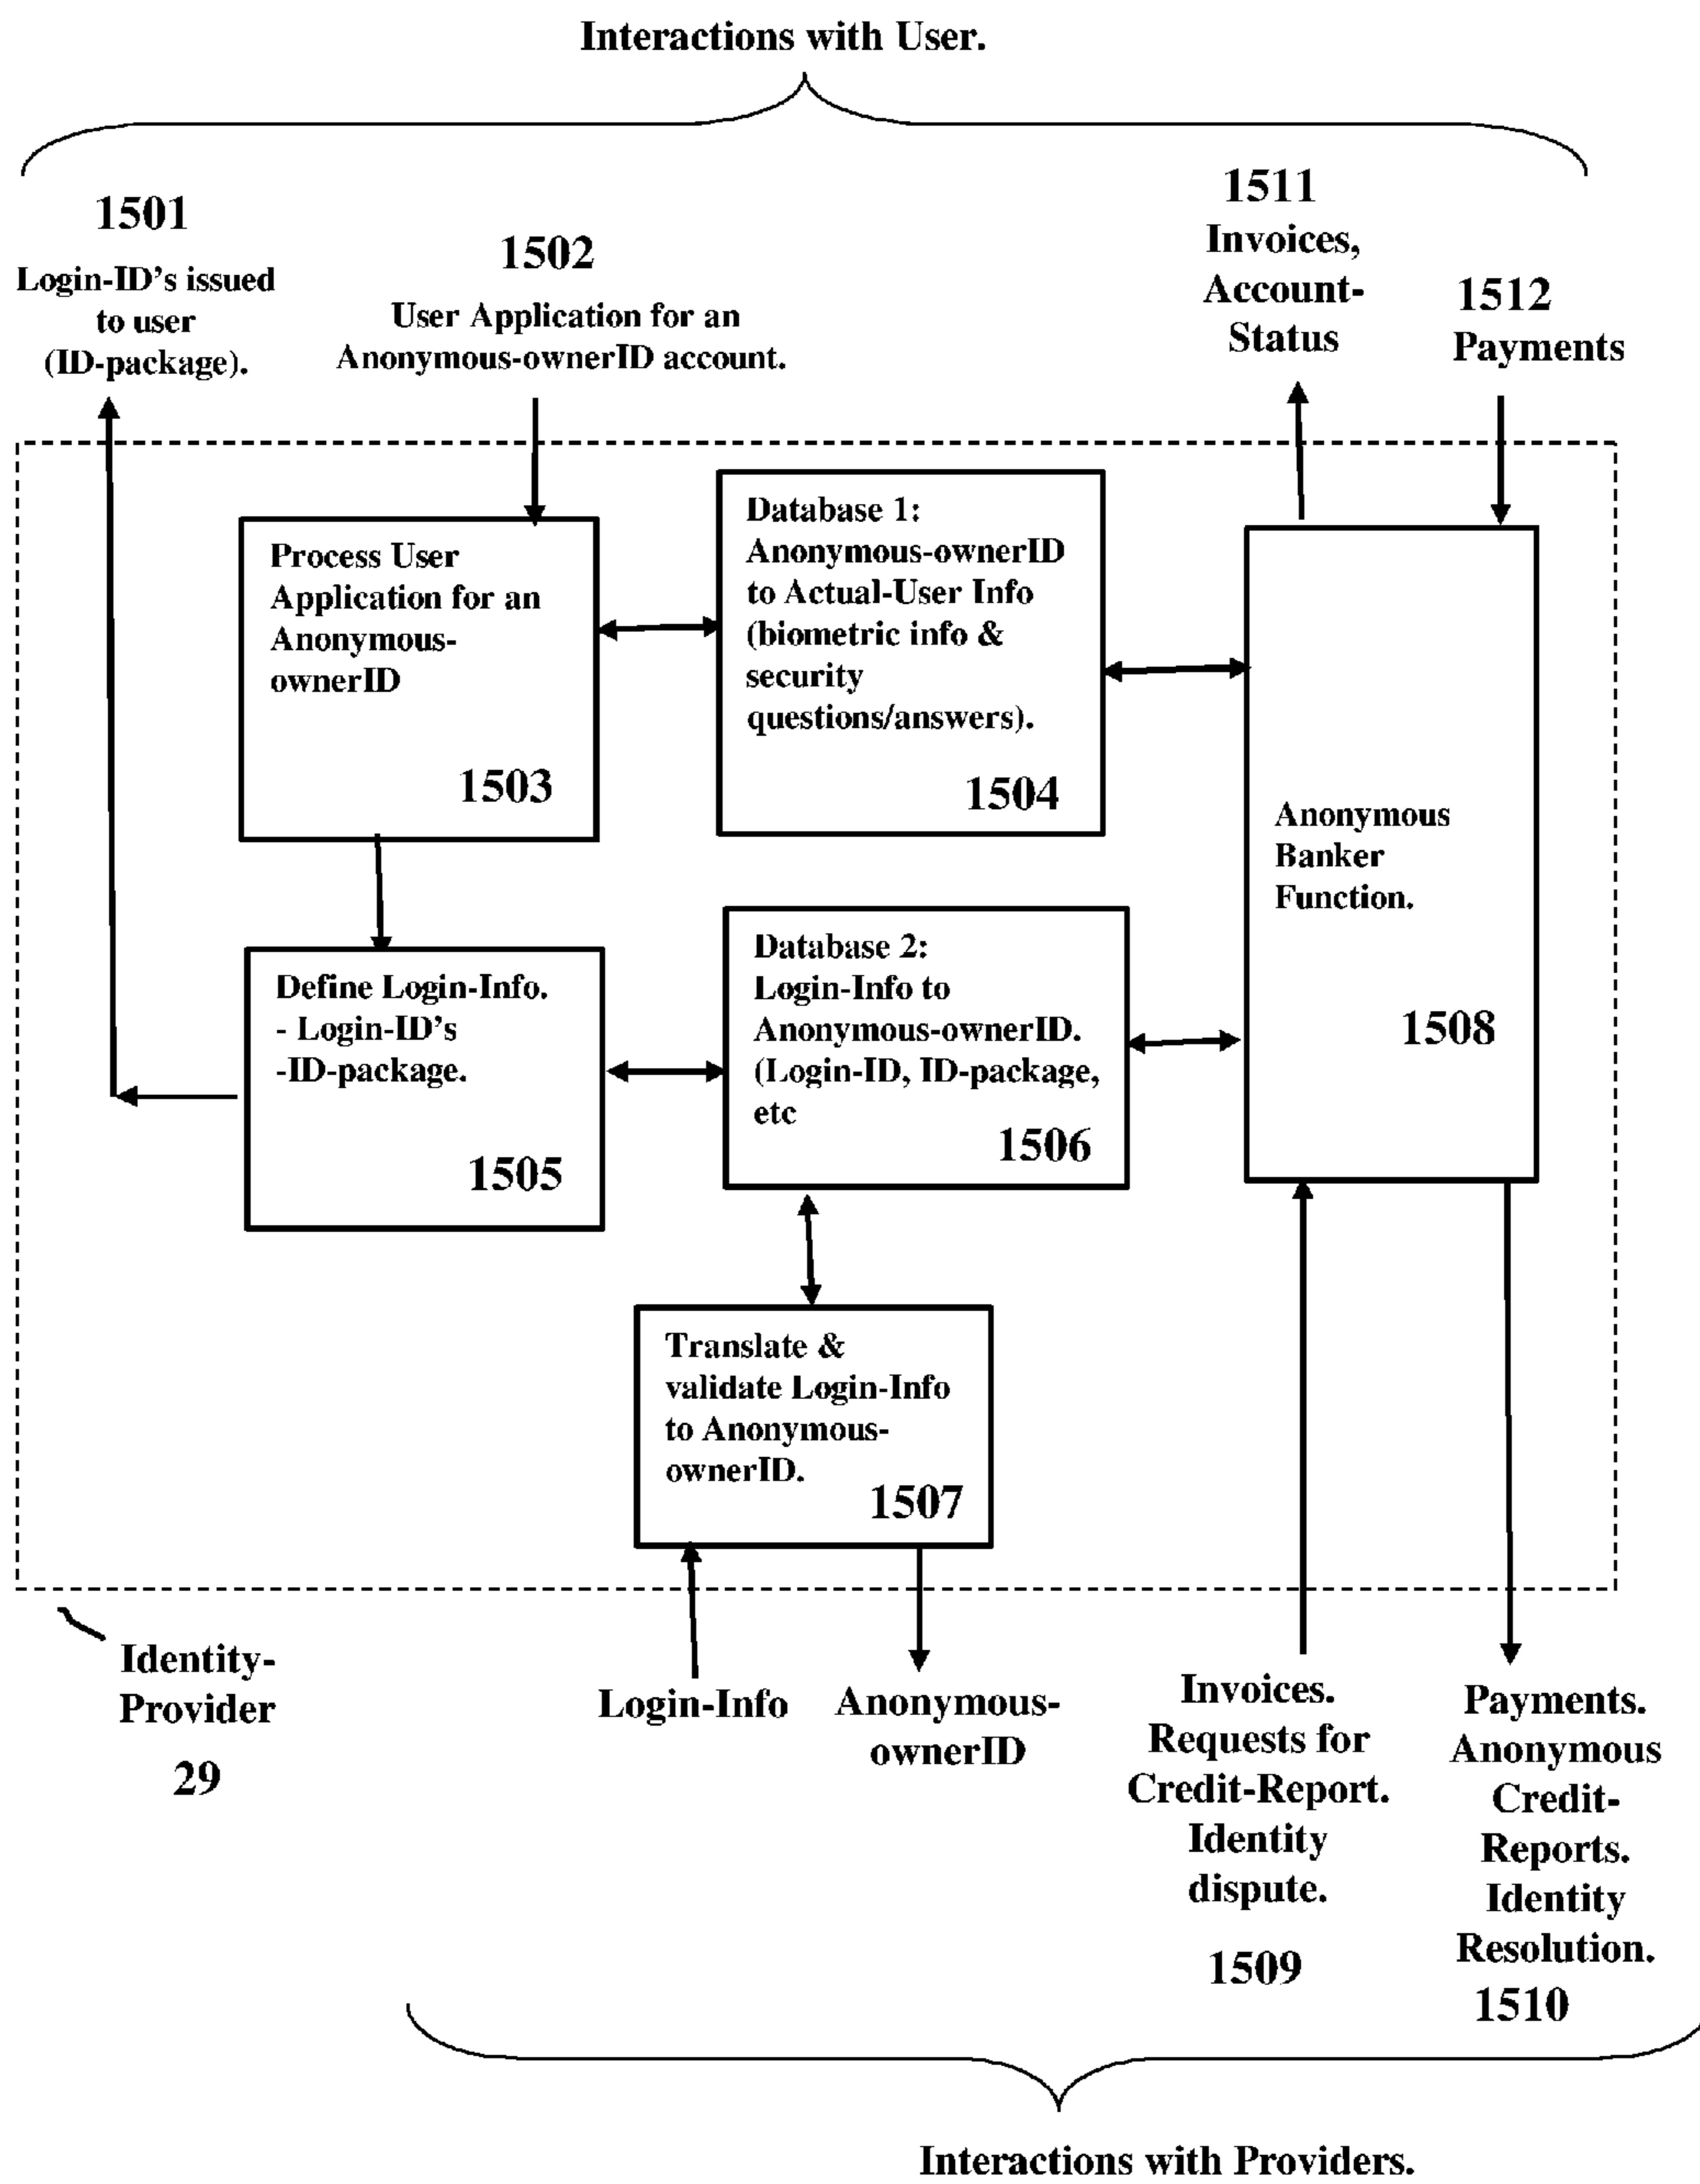 Interactions with User.
1501
Login-ID's issued
to user
(ID-package).
1502
User Application for an
Anonymous-ownerID account.
1511
Invoices,
Account-
Status
1512
Payments
Process User
Application for an
Anonymous-
ownerID
1503
Database 1:
Anonymous-ownerID
to Actual-User Info
(biometric info &
security
questions/answers).
1504
Anonymous
Banker
Function.
1508
Define Login-Info.
- Login-ID's
-ID-package.
1505
Database 2:
Login-Info to
Anonymous-ownerID.
(Login-ID, ID-package,
etc
1506
Translate &
validate Login-Info
to Anonymous-
ownerID.
1507
Identity-
Provider
29
Login-Info
Anonymous-
ownerID
Invoices.
Requests for
Credit-Report.
Identity
dispute.
1509
Payments.
Anonymous
Credit-
Reports.
Identity
Resolution.
1510
Interactions with Providers.